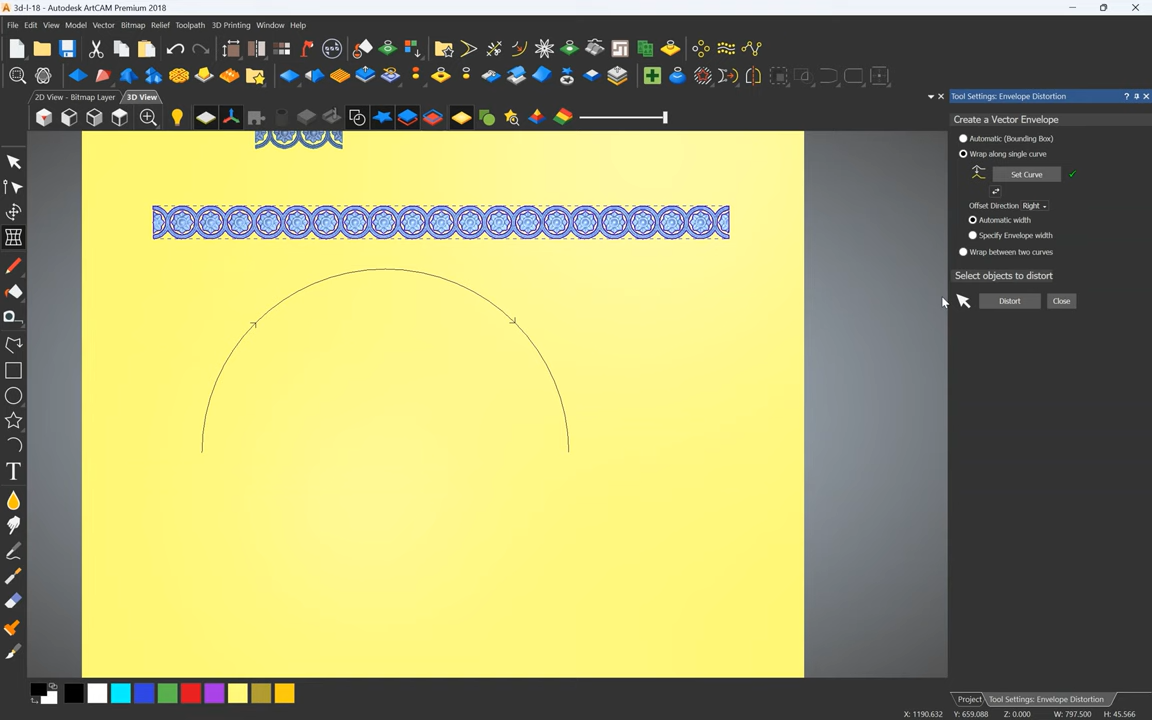 3d-I-18 - Autodesk ArtCAM Premium 2018
File Edit View Model Vector Bitmap Relief Toolpath 3D Printing Window Help
2D View - Bitmap Layer 3D View
Tool Settings: Envelope Distortion
Create a Vector Envelope
Automatic (Bounding Box)
Wrap along single curve
Set Curve
Offset Direction Right
Automatic width
Specify Envelope width
Wrap between two curves
Select objects to distort
Distort Close
Project Tool Settings: Envelope Distortion
X: 1190.632 Y: 659.088 Z: 0.000 W: 797.500 H: 45.566